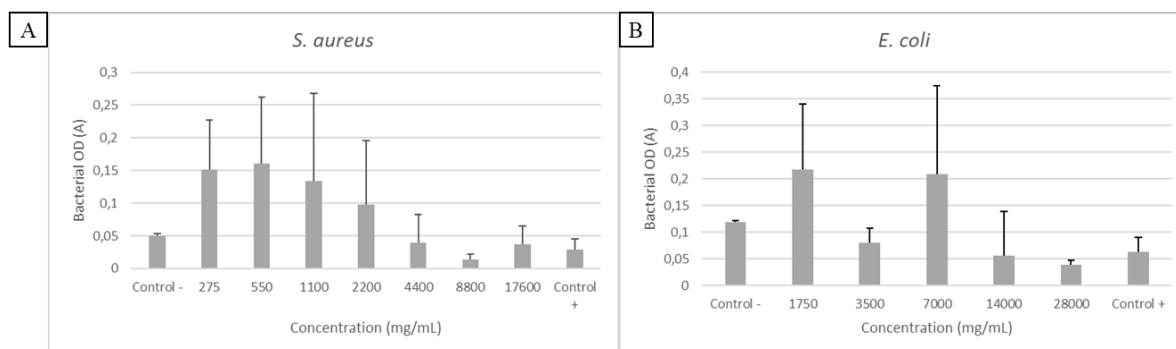 A
S. aureus
0,3
0,25
0,2
0,15
0,1
0,05
0
Bacterial OD (A)
Control - 275 550 1100 2200 4400 8800 17600 Control
+
Concentration (mg/mL)
B
E. coli
0,4
0,35
0,3
0,25
0,2
0,15
0,1
0,05
0
Bacterial OD (A)
Control - 1750 3500 7000 14000 28000 Control +
Concentration (mg/mL)